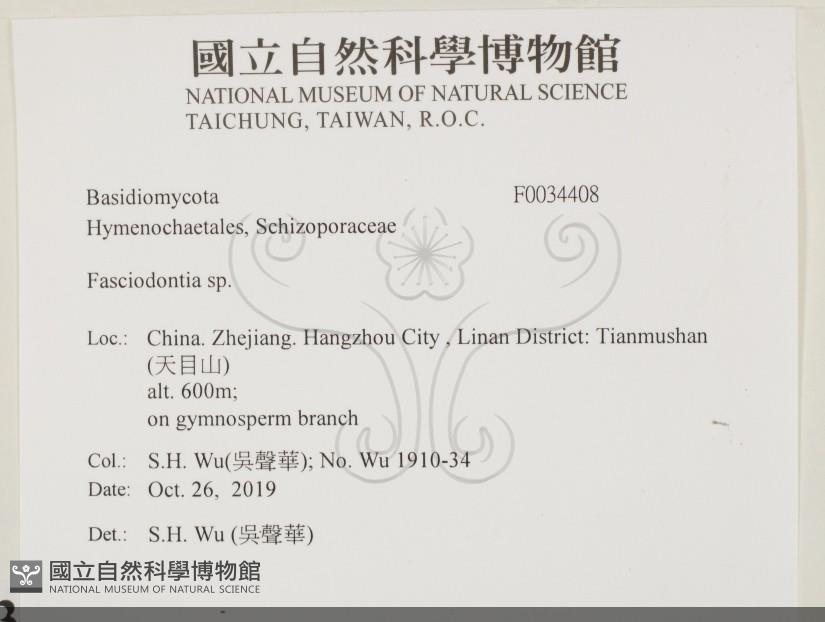 國立自然科學博物館
NATIONAL MUSEUM OF NATURAL SCIENCE
TAICHUNG, TAIWAN, R.O.C.
Basidiomycota F0034408
Hymenochaetales, Schizoporaceae
Fasciodontia sp.
Loc.: China. Zhejiang. Hangzhou City , Linan District: Tianmushan
(天目山)
alt. 600m;
on gymnosperm branch
Col.: S.H. Wu(吳聲華); No. Wu 1910-34
Date: Oct. 26, 2019
Det.: S.H. Wu (吳聲華)
國立自然科學博物館
NATIONAL MUSEUM OF NATURAL SCIENCE